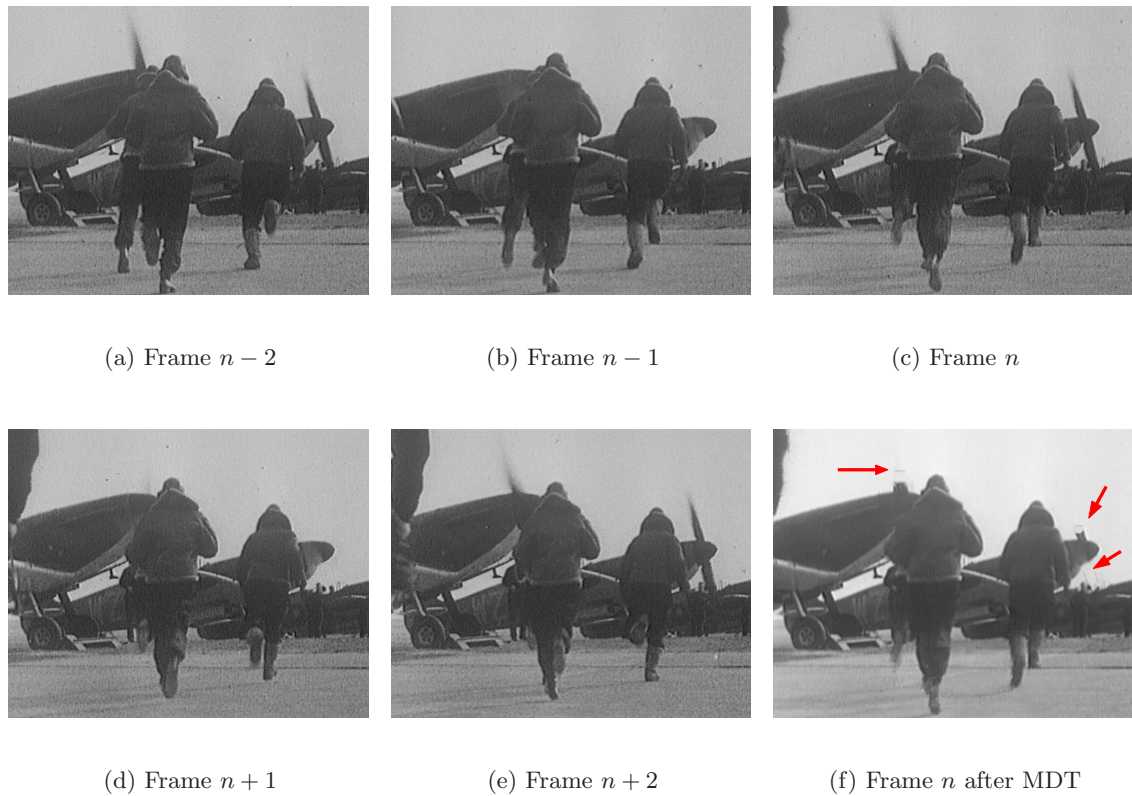 (a) Frame n − 2
(b) Frame n − 1
(c) Frame n
(d) Frame n + 1
(e) Frame n + 2
(f) Frame n after MDT